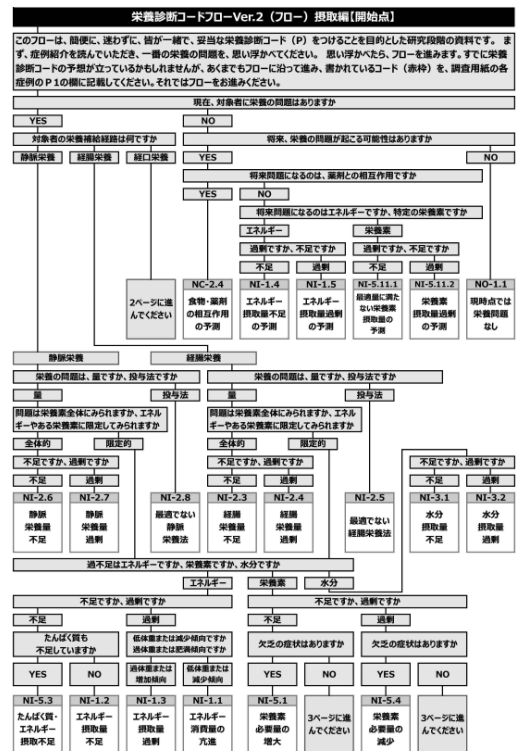 栄養診断コードフローVer.2（フロー）摂取編【開始点】
このフローは、簡便に、迷わずに、皆が一緒で、妥当な栄養診断コード（P）をつけることを目的とした研究段階の資料です。 ま
ず、症例紹介を読んでいただき、一番の栄養の問題を、思い浮かべてください。 思い浮かべたら、フローを進みます。すでに栄養
診断コードの予想が立っているかもしれませんが、あくまでもフローに沿って進み、書かれているコード（赤枠）を、調査用紙の各
症例のＰ１の欄に記載してください。それではフローをお進みください。
現在、対象者に栄養の問題はありますか
YES
NO
対象者の栄養補給経路は何ですか
将来、栄養の問題が起こる可能性はありますか
静脈栄養
経腸栄養
経口栄養
YES
NO
将来問題になるのは、薬剤との相互作用ですか
YES
NO
将来問題になるのはエネルギーですか、特定の栄養素ですか
エネルギー
栄養素
過剰ですか、不足ですか
過剰ですか、不足ですか
不足
過剰
不足
過剰
2ページに進
んでください
NC-2.4
食物・薬剤
の相互作用
の予測
NI-1.4
エネルギー
摂取量不足
の予測
NI-1.5
エネルギー
摂取量過剰
の予測
NI-5.11.1
最適量に満た
ない栄養素
摂取量の
予測
NI-5.11.2
栄養素
摂取量過剰
の予測
NO-1.1
現時点では
栄養問題
なし
静脈栄養
経腸栄養
栄養の問題は、量ですか、投与法ですか
栄養の問題は、量ですか、投与法ですか
量
投与法
量
投与法
問題は栄養素全体にみられますか、エネル
ギーやある栄養素に限定してみられますか
問題は栄養素全体にみられますか、エネル
ギーやある栄養素に限定してみられますか
全体的
限定的
全体的
限定的
不足ですか、過剰ですか
不足ですか、過剰ですか
不足ですか、過剰ですか
不足
過剰
不足
過剰
不足
過剰
NI-2.6
静脈
栄養量
不足
NI-2.7
静脈
栄養量
過剰
NI-2.8
最適でない
静脈
栄養法
NI-2.3
経腸
栄養量
不足
NI-2.4
経腸
栄養量
過剰
NI-2.5
最適でない
経腸栄養法
NI-3.1
水分
摂取量
不足
NI-3.2
水分
摂取量
過剰
過不足はエネルギーですか、栄養素ですか、水分ですか
エネルギー
栄養素
水分
不足ですか、過剰ですか
不足ですか、過剰ですか
不足
過剰
不足
過剰
たんぱく質も
不足していますか
低体重または減少傾向ですか
過体重または肥満傾向ですか
欠乏の症状はありますか
欠乏の症状はありますか
YES
NO
過体重または
増加傾向
低体重または
減少傾向
YES
NO
YES
NO
NI-5.3
たんぱく質・
エネルギー
摂取不足
NI-1.2
エネルギー
摂取量
不足
NI-1.3
エネルギー
摂取量
過剰
NI-1.1
エネルギー
消費量の
亢進
NI-5.1
栄養素
必要量の
増大
3ページに進
んでください
NI-5.4
栄養素
必要量の
減少
3ページに進
んでください